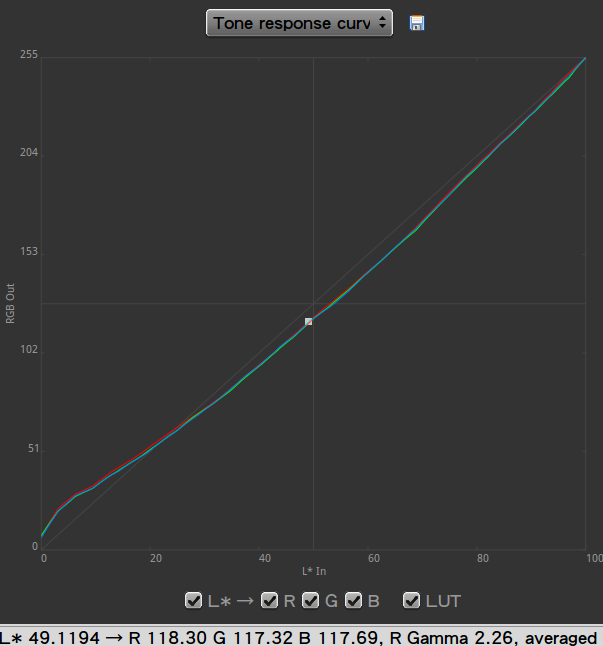 Tone response curv
255
204
153
102
51
0
RGB Out
0 20 40 60 80 100
L* In
L* → R G B LUT
L* 49.1194 → R 118.30 G 117.32 B 117.69, R Gamma 2.26, averaged